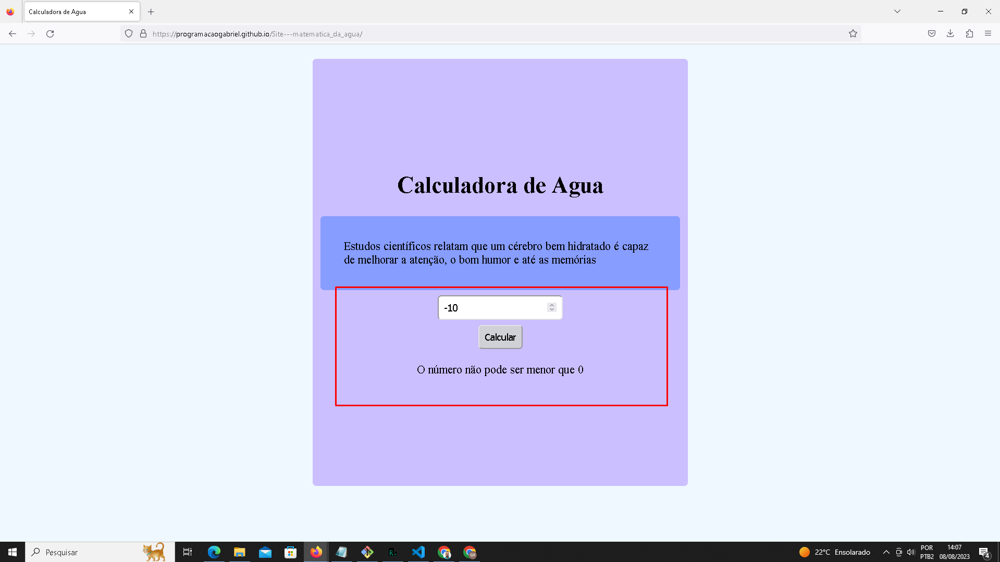 Calculadora de Agua
https://programacaogabriel.github.io/Site---matematica_da_agua/
Calculadora de Agua
Estudos científicos relatam que um cérebro bem hidratado é capaz
de melhorar a atenção, o bom humor e até as memórias
-10
Calcular
O número não pode ser menor que 0
Pesquisar
R
qa
22°C Ensolarado
POR
PTB2
14:07
08/08/2023
4